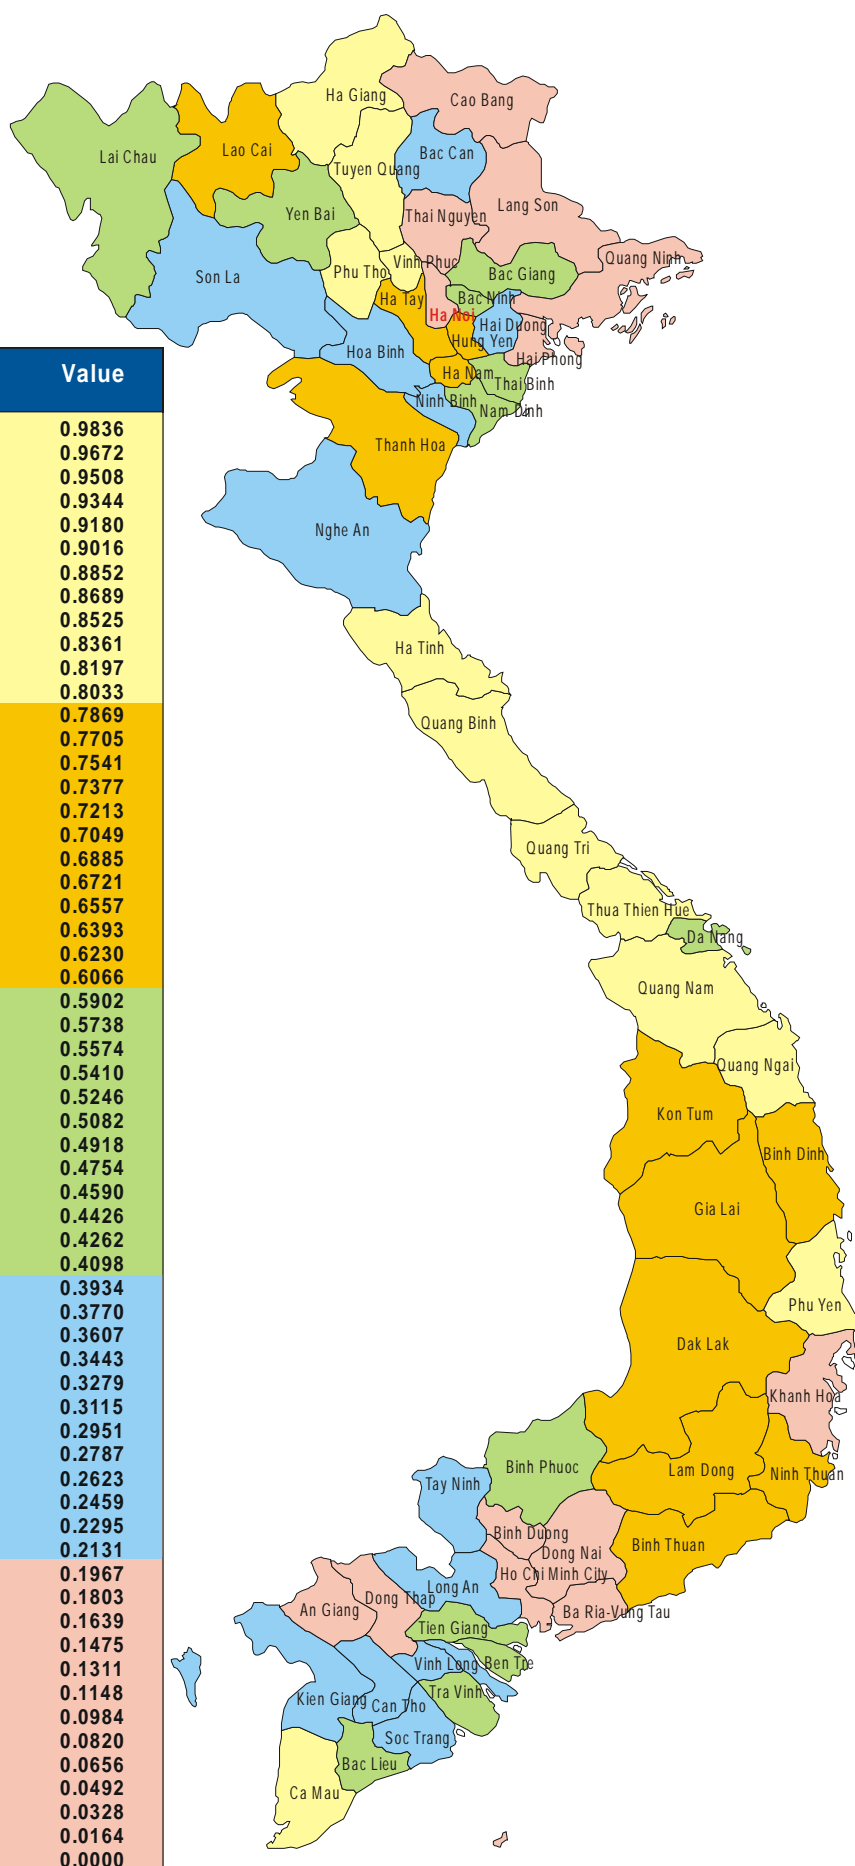 Ha Giang
Cao Bang
Lai Chau
Lao Cai
Bac Can
Tuyen Quang
Yen Bai
Lang Son
Thai Nguyen
Vinh Phuc
Quang Ninh
Son La
Phu Tho
Bac Giang
Ha Tay
Bac Ninh
Ha Noi
Hai Duong
Hung Yen
Hoa Binh
Hai Phong
Ha Nam
Thai Binh
Ninh Binh
Nam Dinh
Thanh Hoa
Nghe An
Ha Tinh
Quang Binh
Quang Tri
Thua Thien Hue
Da Nang
Quang Nam
Quang Ngai
Kon Tum
Binh Dinh
Gia Lai
Phu Yen
Dak Lak
Khanh Hoa
Binh Phuoc
Lam Dong
Ninh Thuan
Tay Ninh
Binh Duong
Dong Nai
Binh Thuan
Ho Chi Minh City
Long An
Dong Thap
An Giang
Ba Ria-Vung Tau
Tien Giang
Vinh Long
Ben Tre
Tra Vinh
Kien Giang
Can Tho
Soc Trang
Bac Lieu
Ca Mau
Value
0.9836
0.9672
0.9508
0.9344
0.9180
0.9016
0.8852
0.8689
0.8525
0.8361
0.8197
0.8033
0.7869
0.7705
0.7541
0.7377
0.7213
0.7049
0.6885
0.6721
0.6557
0.6393
0.6230
0.6066
0.5902
0.5738
0.5574
0.5410
0.5246
0.5082
0.4918
0.4754
0.4590
0.4426
0.4262
0.4098
0.3934
0.3770
0.3607
0.3443
0.3279
0.3115
0.2951
0.2787
0.2623
0.2459
0.2295
0.2131
0.1967
0.1803
0.1639
0.1475
0.1311
0.1148
0.0984
0.0820
0.0656
0.0492
0.0328
0.0164
0.0000